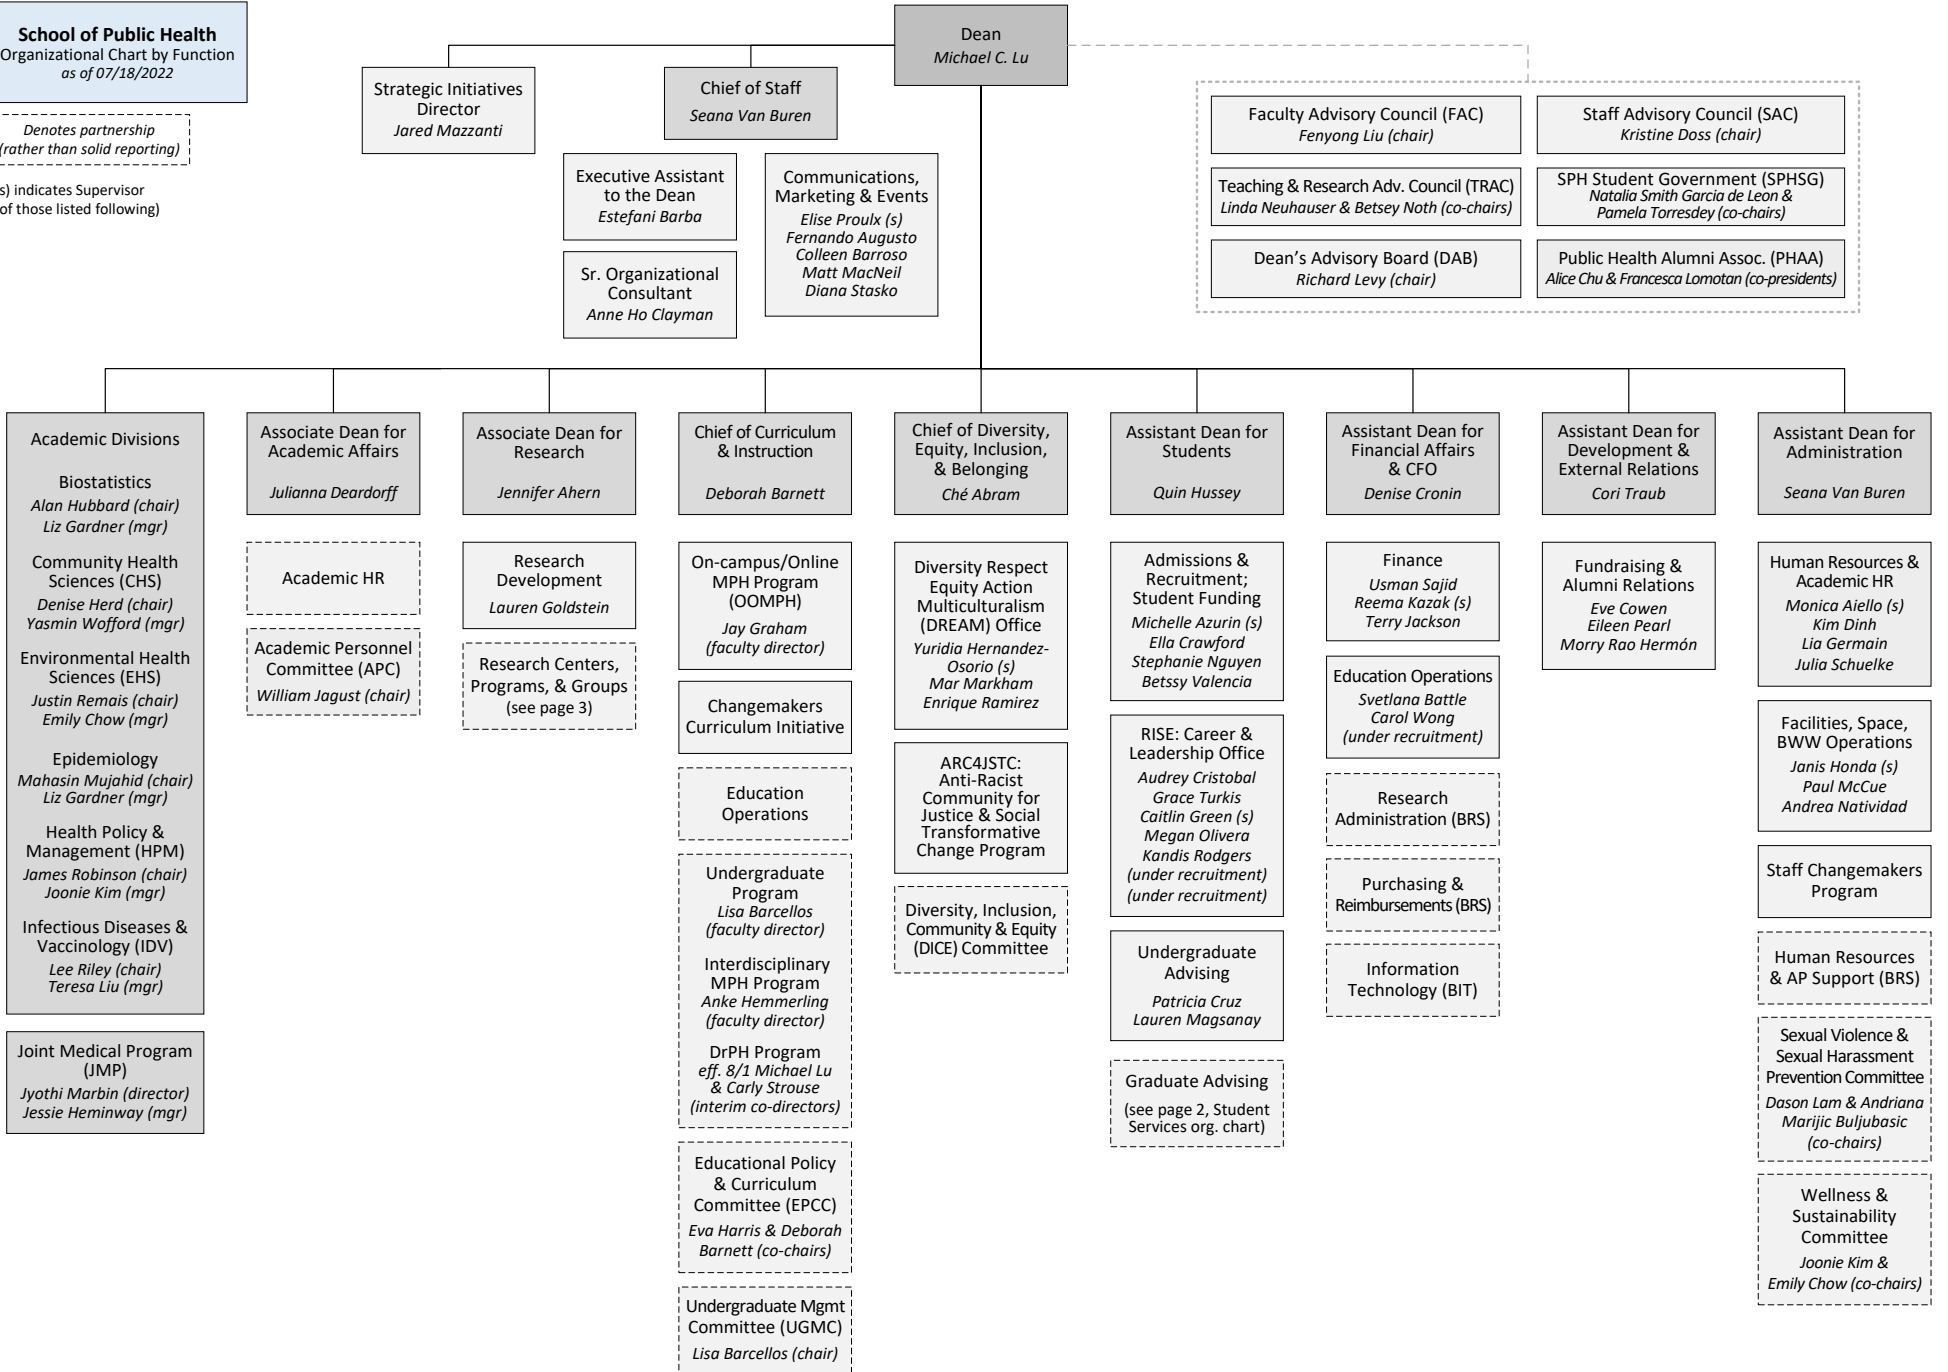 School of Public Health
Organizational Chart by Function
as of 07/18/2022
Denotes partnership
(rather than solid reporting)
s) indicates Supervisor
of those listed following)
Dean
Michael C. Lu
Strategic Initiatives
Director
Jared Mazzanti
Chief of Staff
Seana Van Buren
Executive Assistant
to the Dean
Estefani Barba
Sr. Organizational
Consultant
Anne Ho Clayman
Communications,
Marketing & Events
Elise Proulx (s)
Fernando Augusto
Colleen Barroso
Matt MacNeil
Diana Stasko
Faculty Advisory Council (FAC)
Fenyong Liu (chair)
Staff Advisory Council (SAC)
Kristine Doss (chair)
Teaching & Research Adv. Council (TRAC)
Linda Neuhauser & Betsey Noth (co-chairs)
SPH Student Government (SPHSG)
Natalia Smith Garcia de Leon &
Pamela Torresdey (co-chairs)
Dean’s Advisory Board (DAB)
Richard Levy (chair)
Public Health Alumni Assoc. (PHAA)
Alice Chu & Francesca Lomotan (co-presidents)
Academic Divisions
Biostatistics
Alan Hubbard (chair)
Liz Gardner (mgr)
Community Health
Sciences (CHS)
Denise Herd (chair)
Yasmin Wofford (mgr)
Environmental Health
Sciences (EHS)
Justin Remais (chair)
Emily Chow (mgr)
Epidemiology
Mahasin Mujahid (chair)
Liz Gardner (mgr)
Health Policy &
Management (HPM)
James Robinson (chair)
Joonie Kim (mgr)
Infectious Diseases &
Vaccinology (IDV)
Lee Riley (chair)
Teresa Liu (mgr)
Joint Medical Program
(JMP)
Jyothi Marbin (director)
Jessie Heminway (mgr)
Associate Dean for
Academic Affairs
Julianna Deardorff
Academic HR
Academic Personnel
Committee (APC)
William Jagust (chair)
Associate Dean for
Research
Jennifer Ahern
Research
Development
Lauren Goldstein
Research Centers,
Programs, & Groups
(see page 3)
Chief of Curriculum
& Instruction
Deborah Barnett
On-campus/Online
MPH Program
(OOMPH)
Jay Graham
(faculty director)
Changemakers
Curriculum Initiative
Education
Operations
Undergraduate
Program
Lisa Barcellos
(faculty director)
Interdisciplinary
MPH Program
Anke Hemmerling
(faculty director)
DrPH Program
eff. 8/1 Michael Lu
& Carly Strouse
(interim co-directors)
Educational Policy
& Curriculum
Committee (EPCC)
Eva Harris & Deborah
Barnett (co-chairs)
Undergraduate Mgmt
Committee (UGMC)
Lisa Barcellos (chair)
Chief of Diversity,
Equity, Inclusion,
& Belonging
Ché Abram
Diversity Respect
Equity Action
Multiculturalism
(DREAM) Office
Yuridia Hernandez-
Osorio (s)
Mar Markham
Enrique Ramirez
ARC4JSTC:
Anti-Racist
Community for
Justice & Social
Transformative
Change Program
Diversity, Inclusion,
Community & Equity
(DICE) Committee
Assistant Dean for
Students
Quin Hussey
Admissions &
Recruitment;
Student Funding
Michelle Azurin (s)
Ella Crawford
Stephanie Nguyen
Betssy Valencia
RISE: Career &
Leadership Office
Audrey Cristobal
Grace Turkis
Caitlin Green (s)
Megan Olivera
Kandis Rodgers
(under recruitment)
(under recruitment)
Undergraduate
Advising
Patricia Cruz
Lauren Magsanay
Graduate Advising
(see page 2, Student
Services org. chart)
Assistant Dean for
Financial Affairs
& CFO
Denise Cronin
Finance
Usman Sajid
Reema Kazak (s)
Terry Jackson
Education Operations
Svetlana Battle
Carol Wong
(under recruitment)
Research
Administration (BRS)
Purchasing &
Reimbursements (BRS)
Information
Technology (BIT)
Assistant Dean for
Development &
External Relations
Cori Traub
Fundraising &
Alumni Relations
Eve Cowen
Eileen Pearl
Morry Rao Hermón
Assistant Dean for
Administration
Seana Van Buren
Human Resources &
Academic HR
Monica Aiello (s)
Kim Dinh
Lia Germain
Julia Schuelke
Facilities, Space,
BWW Operations
Janis Honda (s)
Paul McCue
Andrea Natividad
Staff Changemakers
Program
Human Resources
& AP Support (BRS)
Sexual Violence &
Sexual Harassment
Prevention Committee
Dason Lam & Andriana
Marijic Buljubasic
(co-chairs)
Wellness &
Sustainability
Committee
Joonie Kim &
Emily Chow (co-chairs)